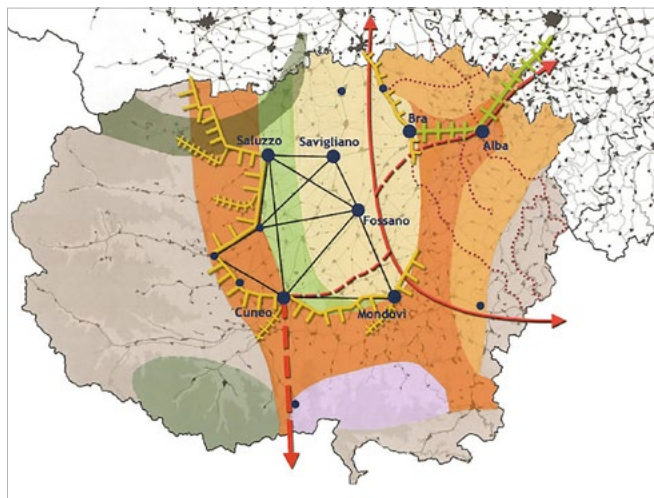 Bra
Alba
Saluzzo
Savigliano
Fossano
Cuneo
Mondovì